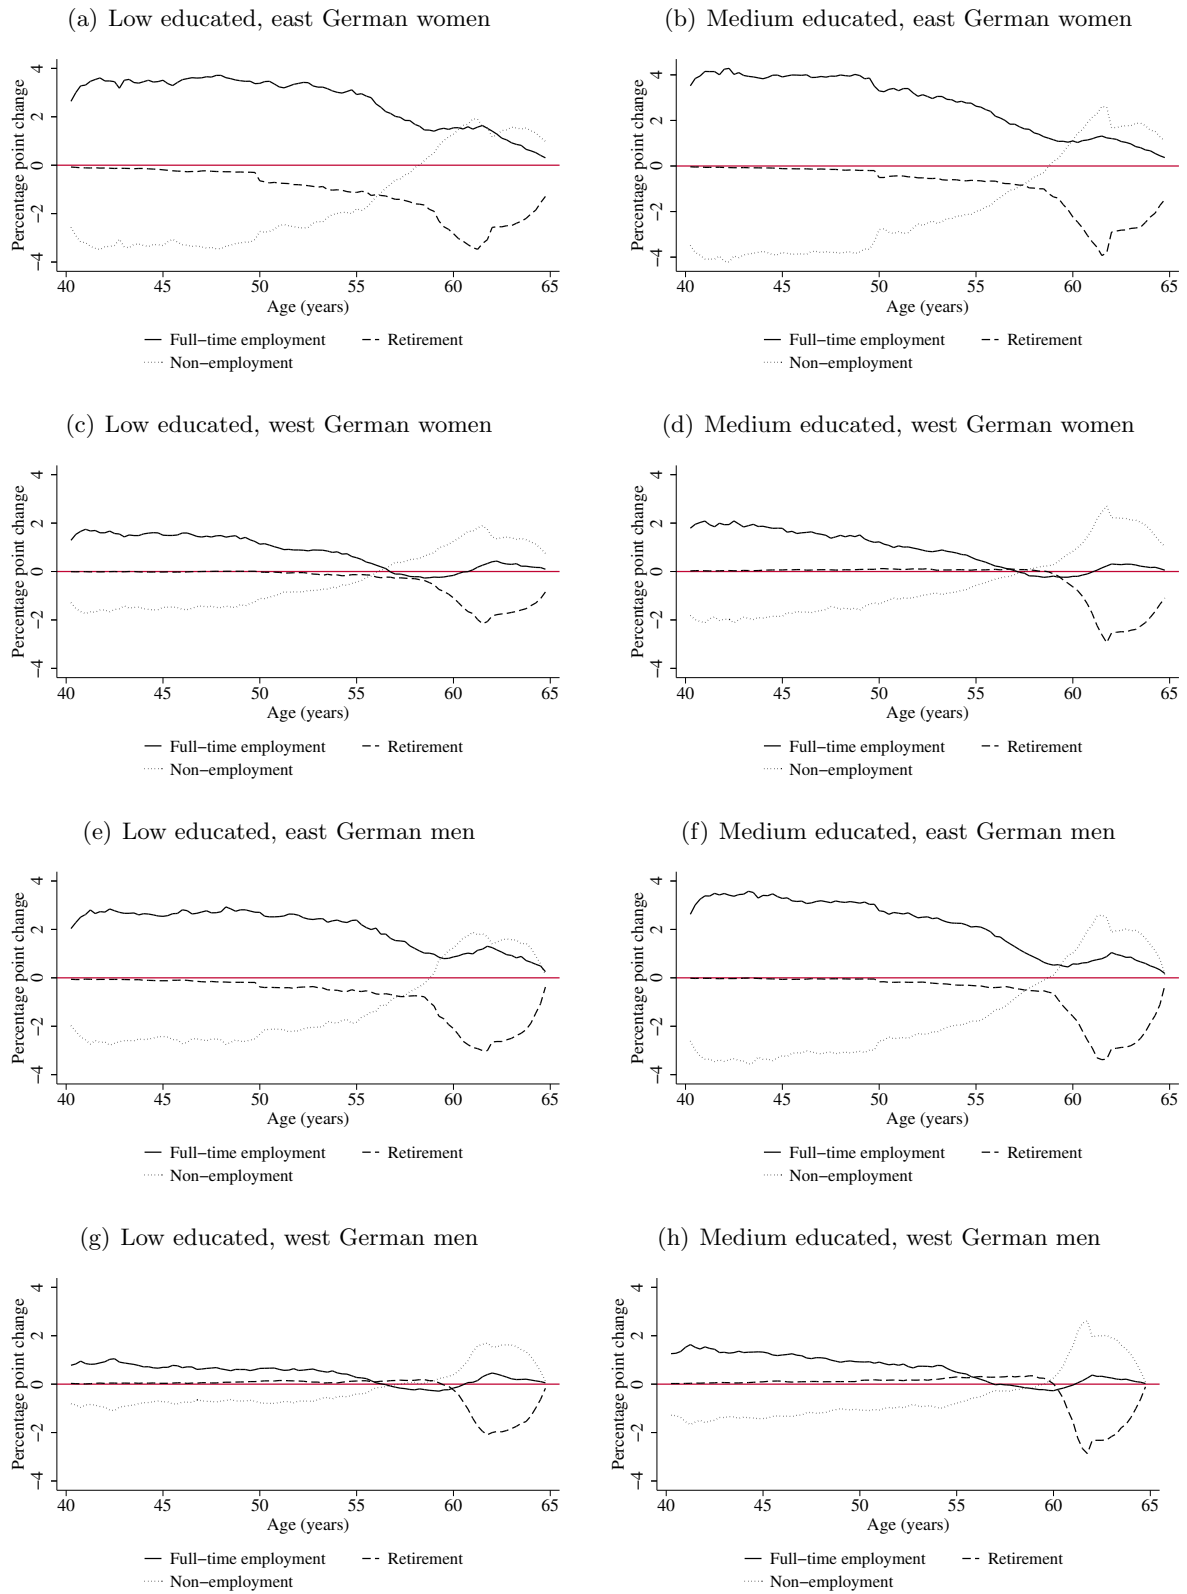 (a) Low educated, east German women
Percentage point change
4
2
0
−2
−4
40 45 50 55 60 65
Age (years)
Full−time employment Retirement
Non−employment
(b) Medium educated, east German women
Percentage point change
4
2
0
−2
−4
40 45 50 55 60 65
Age (years)
Full−time employment Retirement
Non−employment
(c) Low educated, west German women
Percentage point change
4
2
0
−2
−4
40 45 50 55 60 65
Age (years)
Full−time employment Retirement
Non−employment
(d) Medium educated, west German women
Percentage point change
4
2
0
−2
−4
40 45 50 55 60 65
Age (years)
Full−time employment Retirement
Non−employment
(e) Low educated, east German men
Percentage point change
4
2
0
−2
−4
40 45 50 55 60 65
Age (years)
Full−time employment Retirement
Non−employment
(f) Medium educated, east German men
Percentage point change
4
2
0
−2
−4
40 45 50 55 60 65
Age (years)
Full−time employment Retirement
Non−employment
(g) Low educated, west German men
Percentage point change
4
2
0
−2
−4
40 45 50 55 60 65
Age (years)
Full−time employment Retirement
Non−employment
(h) Medium educated, west German men
Percentage point change
4
2
0
−2
−4
40 45 50 55 60 65
Age (years)
Full−time employment Retirement
Non−employment